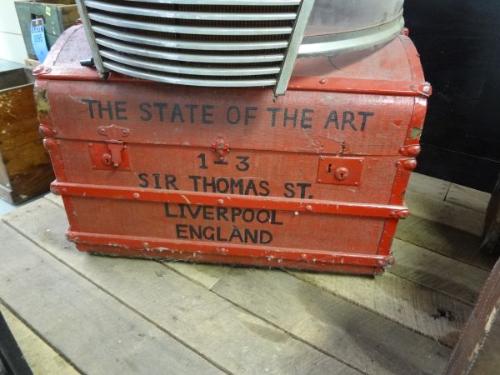 THE STATE OF THE ART
1-3
SIR THOMAS ST.
LIVERPOOL
ENGLAND